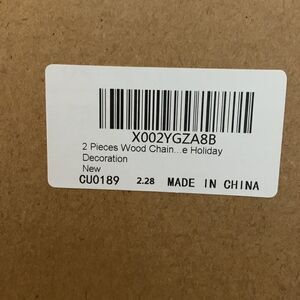 X002YGZA8B
2 Pieces Wood Chain...e Holiday
Decoration
New
CU0189 2.28 MADE IN CHINA